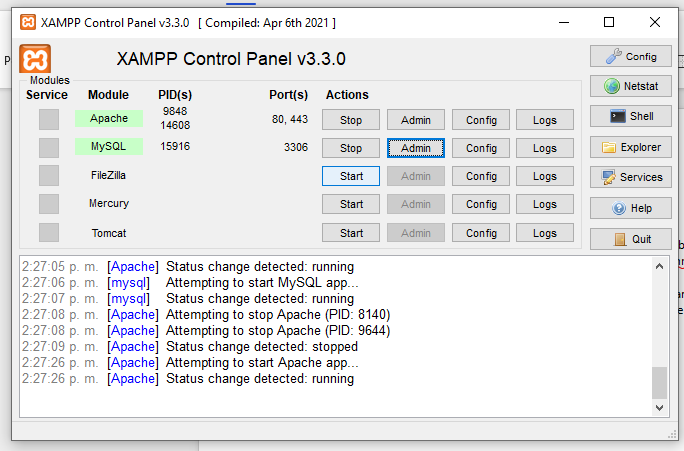 XAMPP Control Panel v3.3.0 [ Compiled: Apr 6th 2021 ]
XAMPP Control Panel v3.3.0
Config
Modules
Service Module PID(s) Port(s) Actions
Netstat
Apache 9848 14608 80, 443 Stop Admin Config Logs
Shell
MySQL 15916 3306 Stop Admin Config Logs
Explorer
FileZilla Start Admin Config Logs
Services
Mercury Start Admin Config Logs
Help
Tomcat Start Admin Config Logs
Quit
2:27:05 p. m. [Apache] Status change detected: running
2:27:06 p. m. [mysql] Attempting to start MySQL app...
2:27:07 p. m. [mysql] Status change detected: running
2:27:08 p. m. [Apache] Attempting to stop Apache (PID: 8140)
2:27:08 p. m. [Apache] Attempting to stop Apache (PID: 9644)
2:27:09 p. m. [Apache] Status change detected: stopped
2:27:26 p. m. [Apache] Attempting to start Apache app...
2:27:26 p. m. [Apache] Status change detected: running